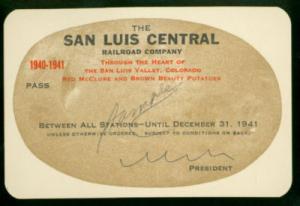 THE
SAN LUIS CENTRAL
RAILROAD COMPANY
1940-1941
THROUGH THE HEART OF
THE SAN LUIS VALLEY, COLORADO
RED MCCLURE AND BROWN BEAUTY POTATOES
PASS
Sample
BETWEEN ALL STATIONS—UNTIL DECEMBER 31, 1941
UNLESS OTHERWISE ORDERED, SUBJECT TO CONDITIONS ON BACK.
PRESIDENT